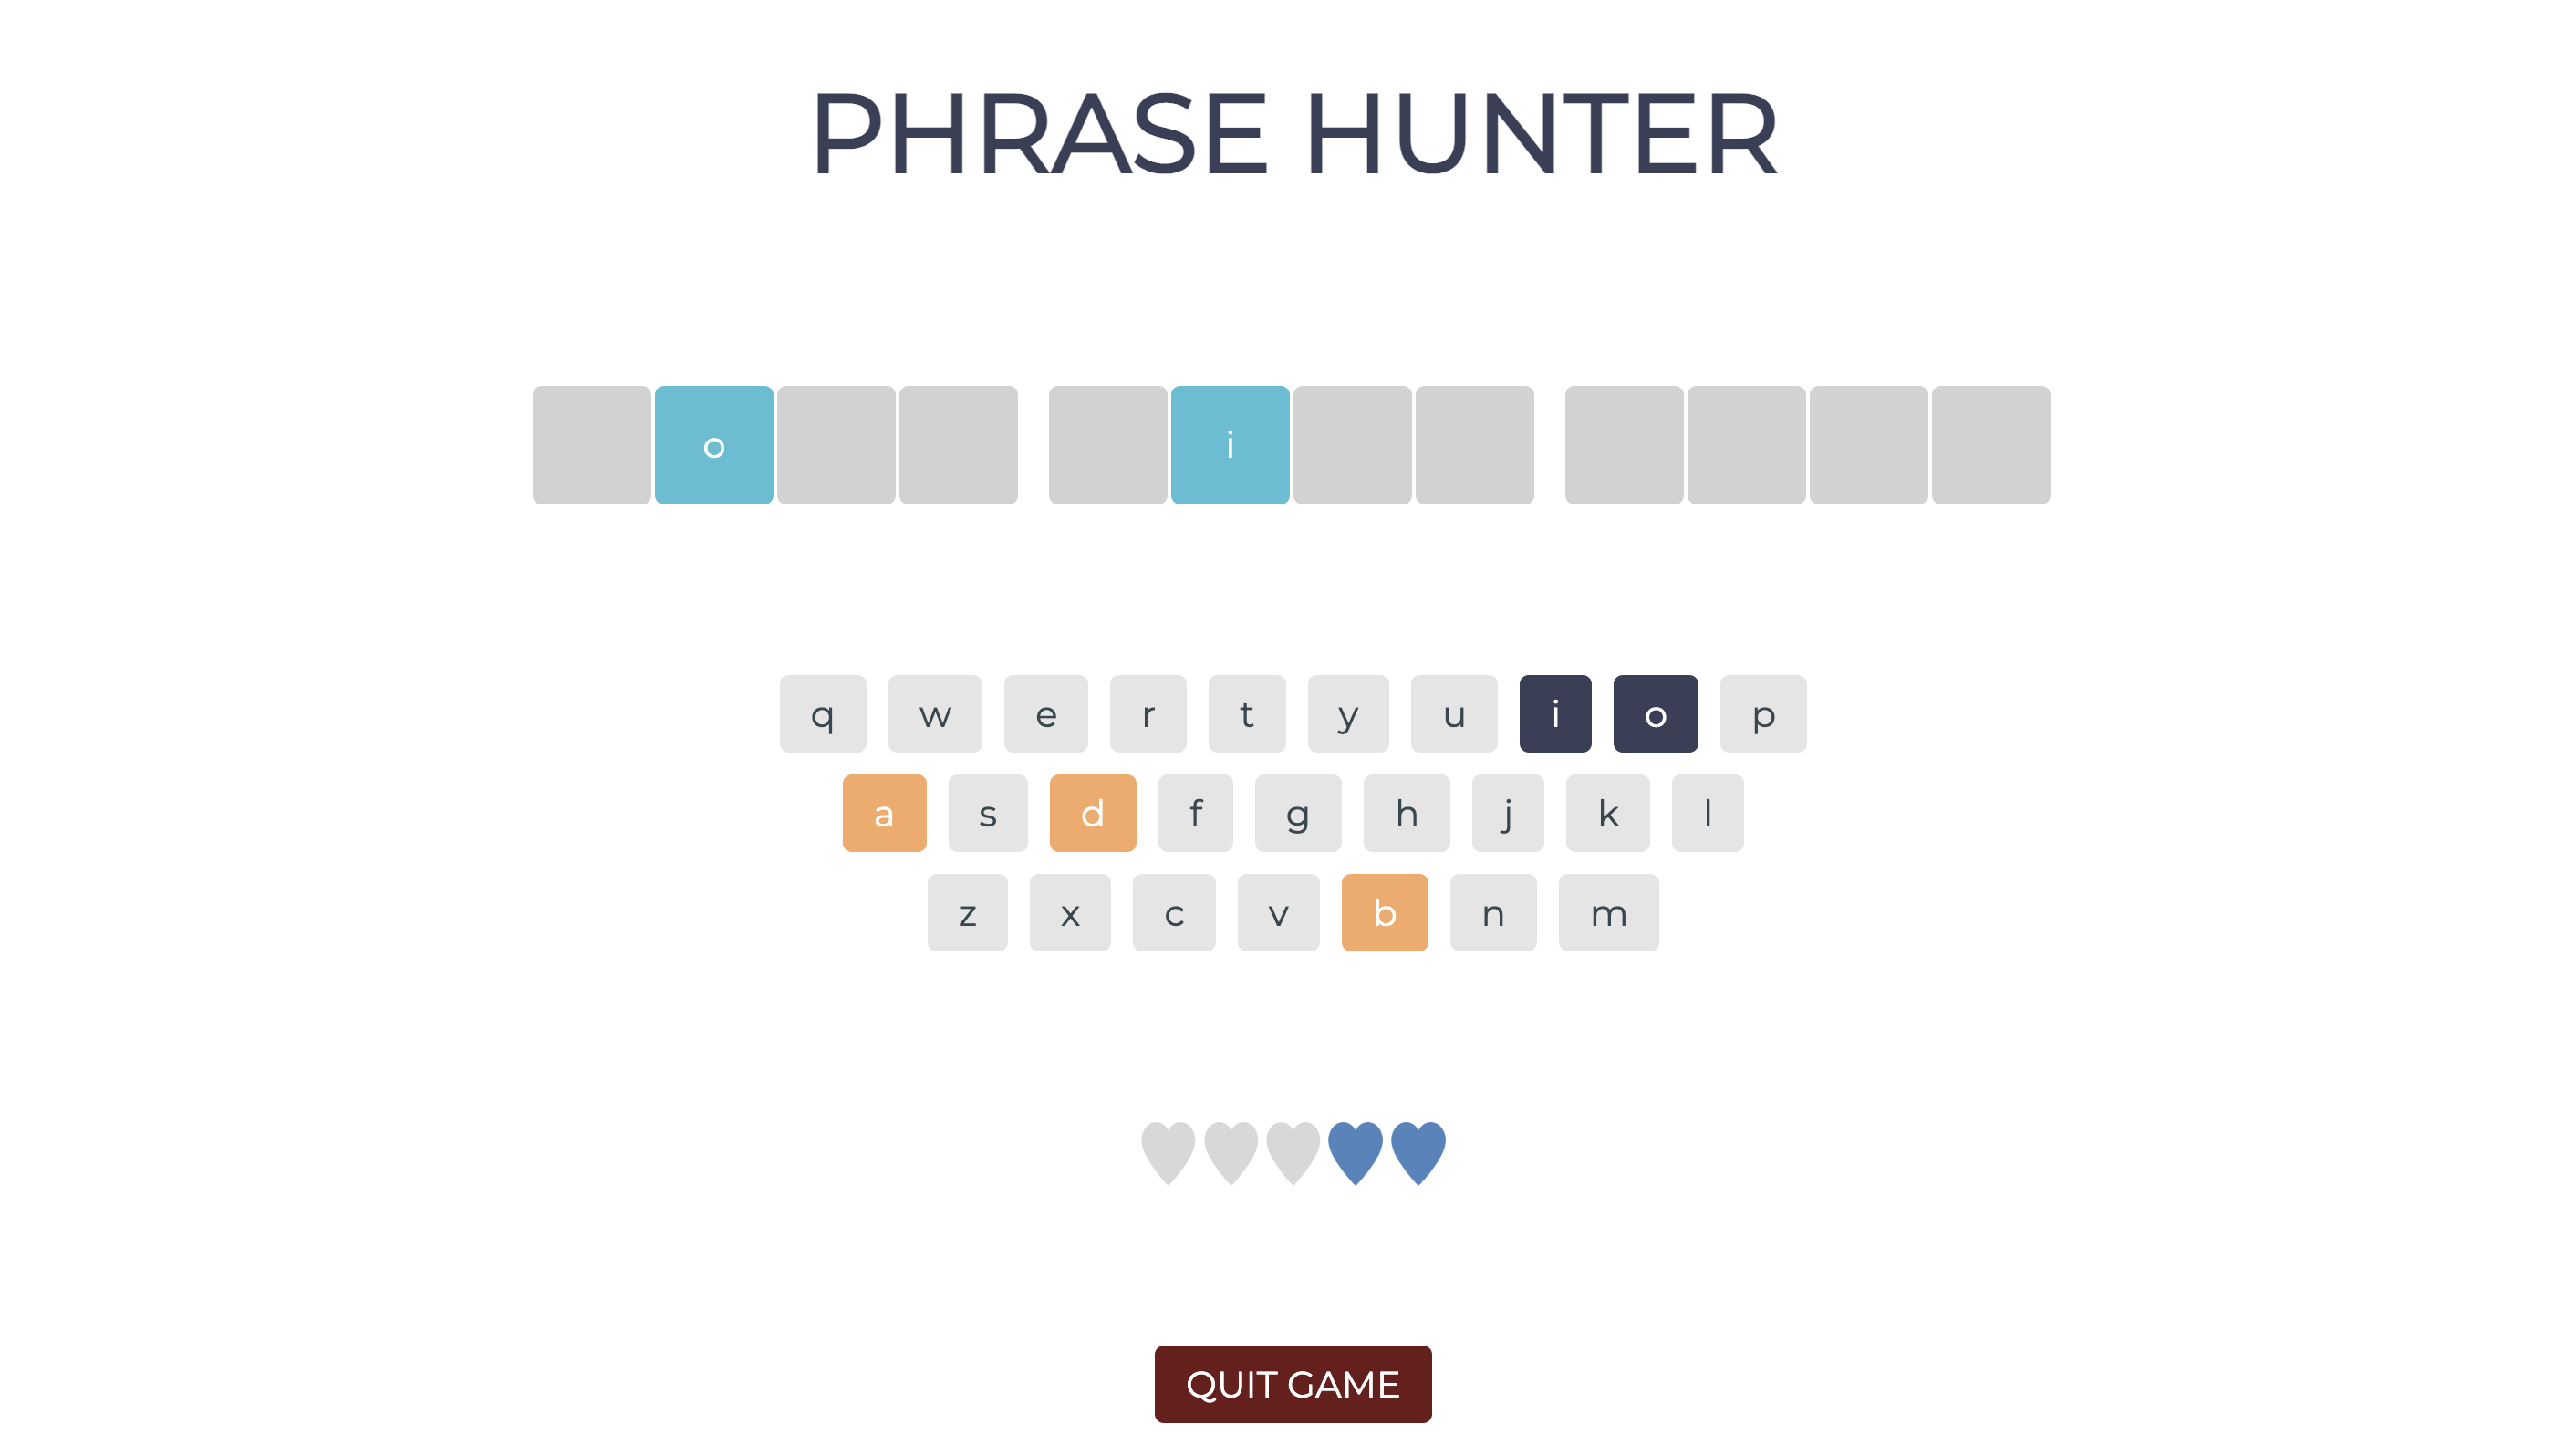 PHRASE HUNTER
o i
q w e r t y u i o p
a s d f g h j k l
z x c v b n m
QUIT GAME